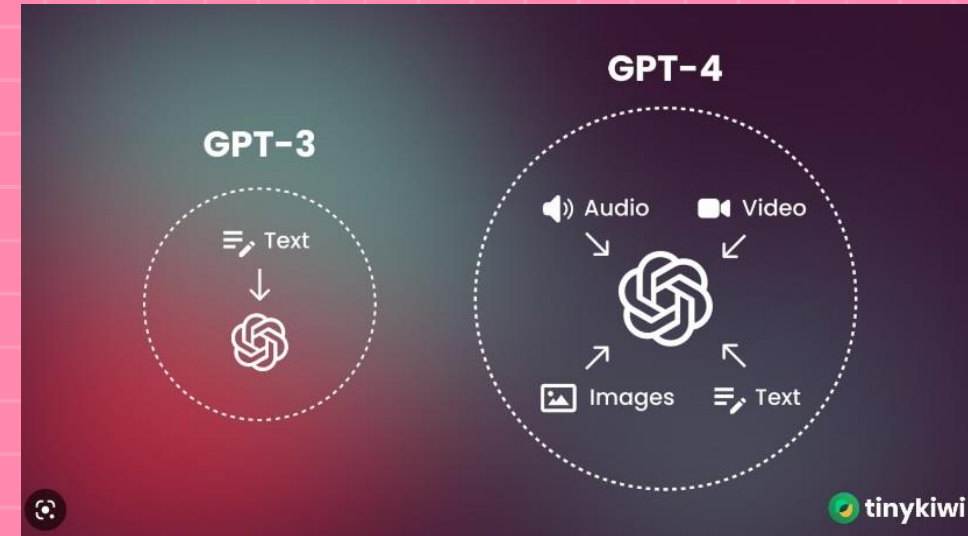 GPT-3
Text
GPT-4
Audio
Video
Images
Text
tinykiwi